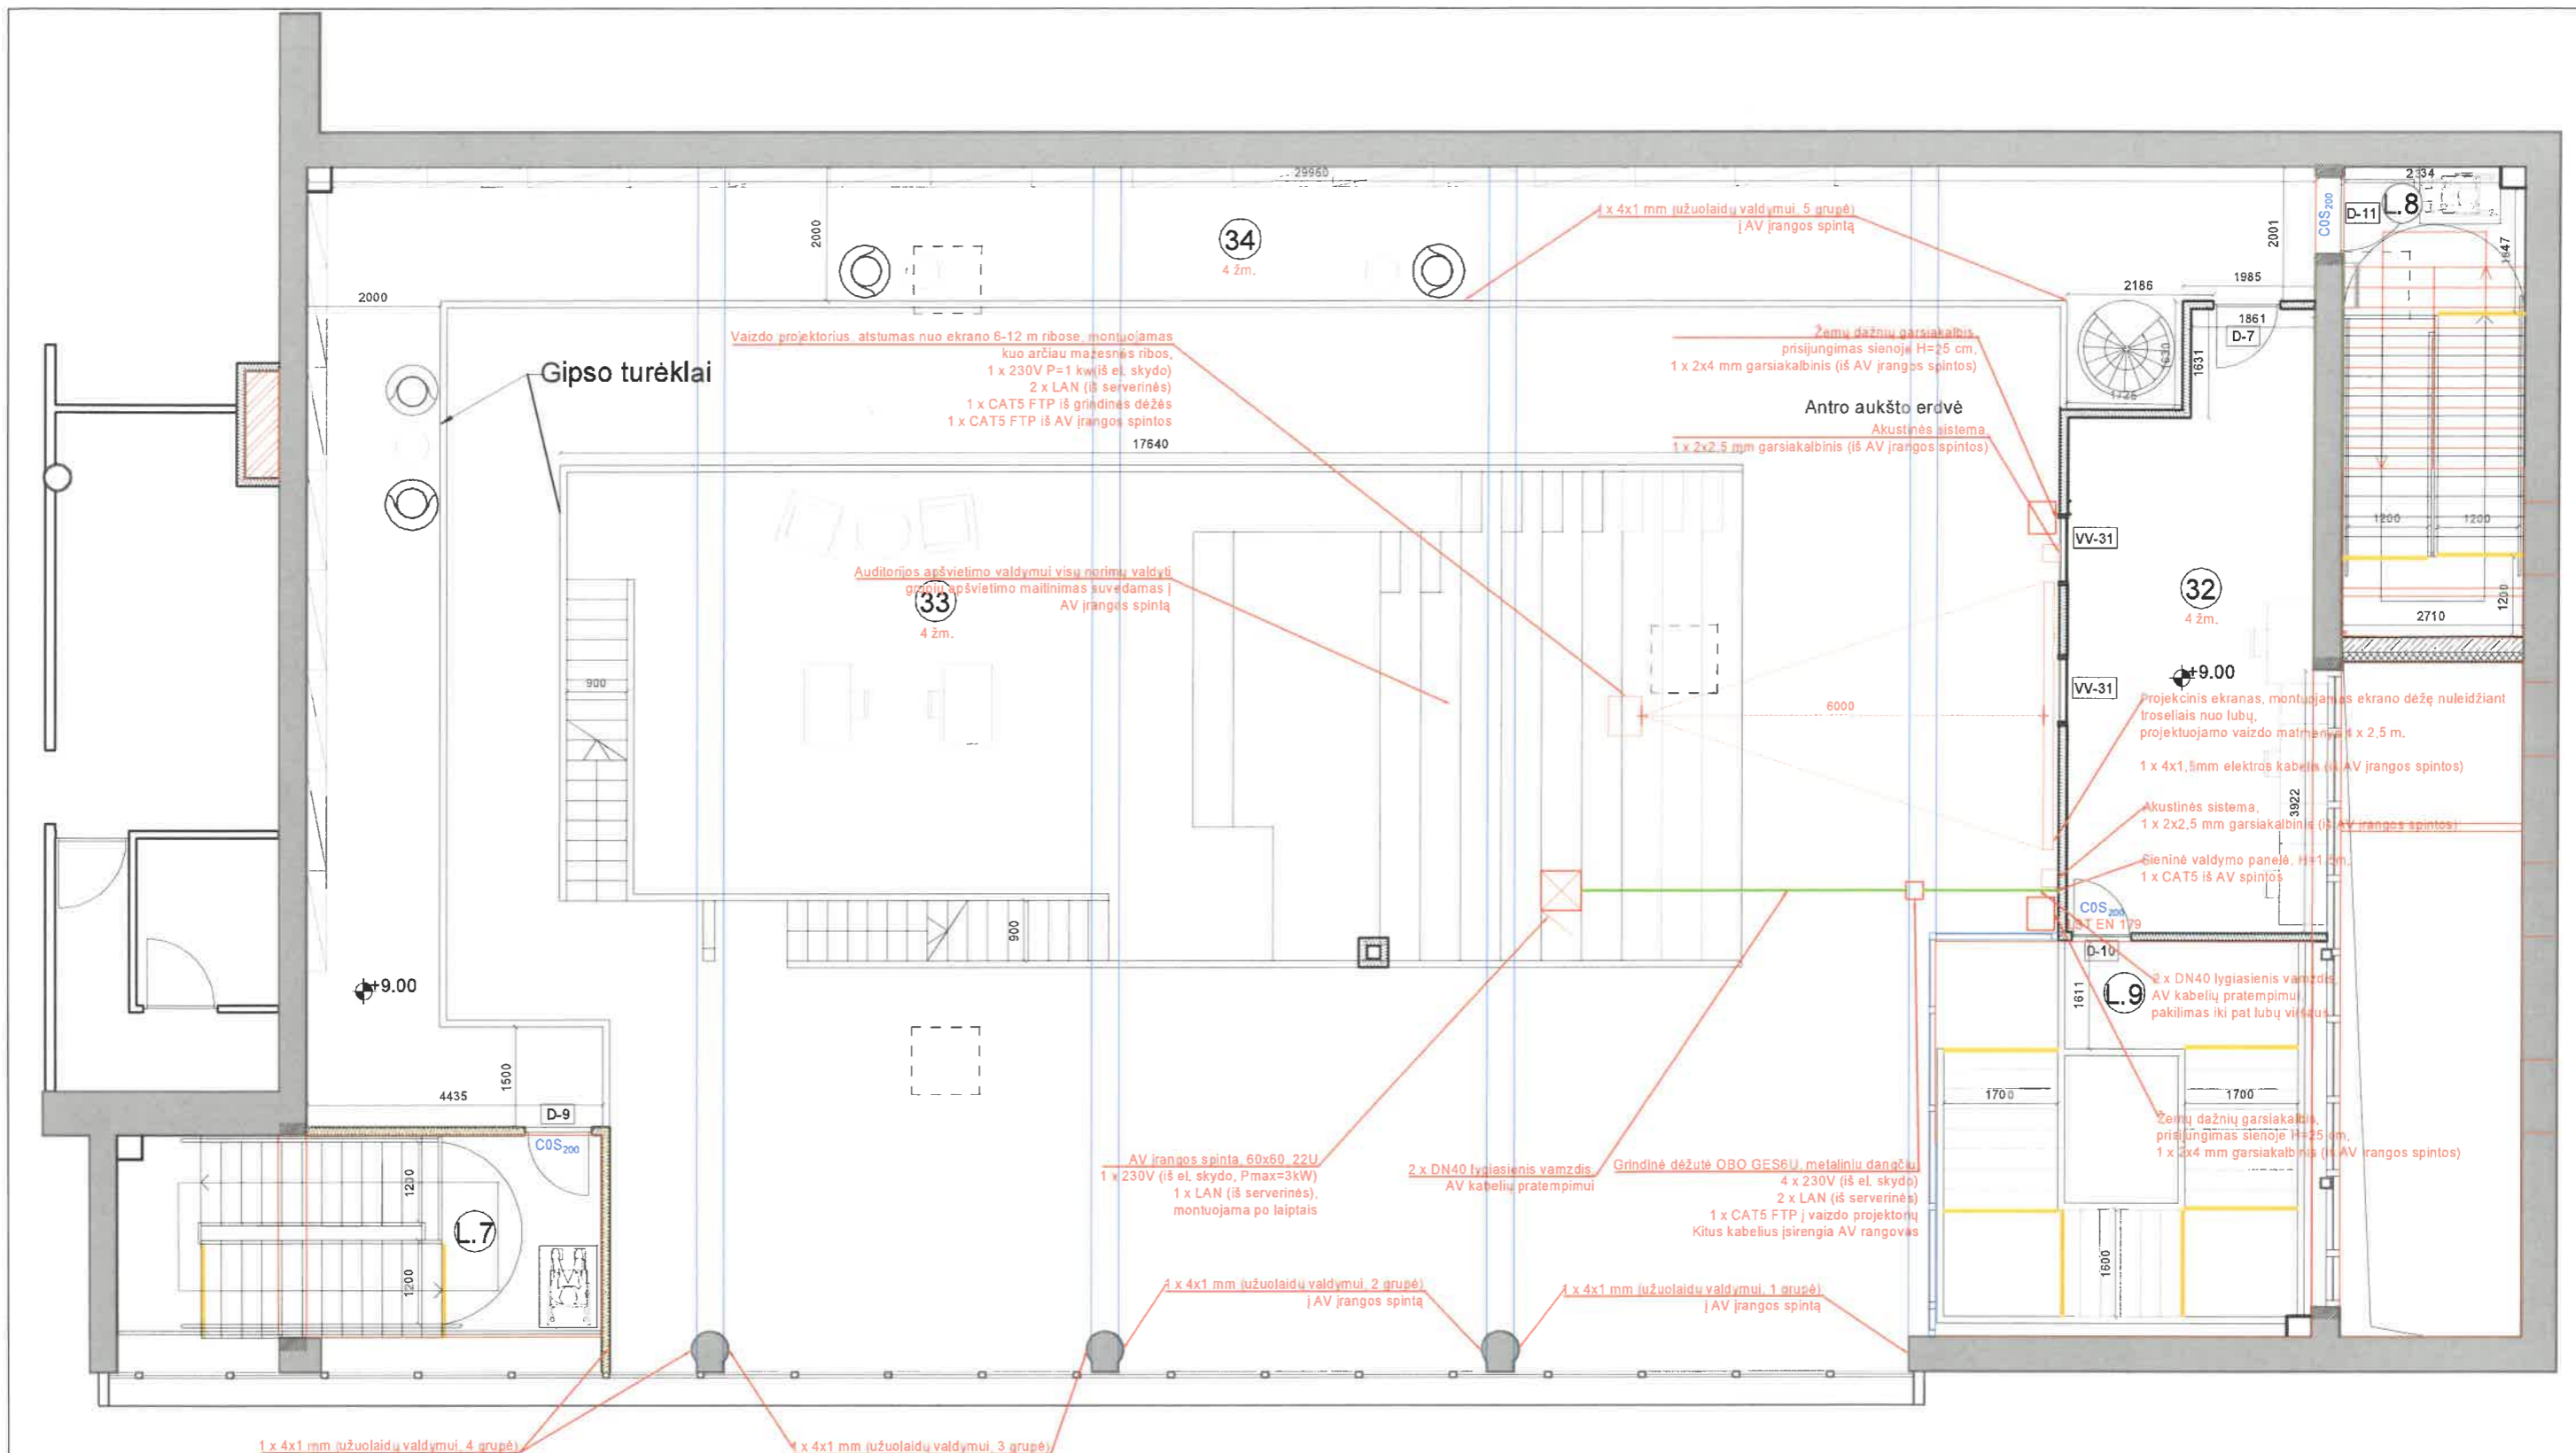 29960
2334
C0S200
D-11
L.8
1847
2001
2000
34
4 žm.
1 x 4x1 mm (užuolaidų valdymui, 5 grupė)
į AV įrangos spintą
2186
1985
1861
D-7
1631
2000
Gipso turėklai
Vaizdo projektorius, atstumas nuo ekrano 6-12 m ribose, montuojamas
kuo arčiau mažesnės ribos,
1 x 230V P=1 kw(iš el. skydo)
2 x LAN (iš serverinės)
1 x CAT5 FTP iš grindinės dėžės
1 x CAT5 FTP iš AV įrangos spintos
Žemų dažnių garsiakalbis,
prisijungimas sienoje H=25 cm,
1 x 2x4 mm garsiakalbinis (iš AV įrangos spintos)
Antro aukšto erdvė
Akustinės sistema,
1 x 2x2,5 mm garsiakalbinis (iš AV įrangos spintos)
17640
1200
1200
VV-31
Auditorijos apšvietimo valdymui visų norimų valdyti
grupių apšvietimo maitinimas suvedamas į
AV įrangos spintą
33
4 žm.
32
4 žm.
1200
2710
900
VV-31
+9.00
6000
Projekcinis ekranas, montuojamas ekrano dėžę nuleidžiant
troseliais nuo lubų,
projektuojamo vaizdo matmenys 4 x 2,5 m.
1 x 4x1,5mm elektros kabelis (iš AV įrangos spintos)
3922
Akustinės sistema,
1 x 2x2,5 mm garsiakalbinis (iš AV įrangos spintos)
Sieninė valdymo panelė, H=1,5m,
1 x CAT5 iš AV spintos
C0S200
EN 179
D-10
900
+9.00
1611
L.9
2 x DN40 lygiasienis vamzdis
AV kabelių pratempimui,
pakilimas iki pat lubų viršaus
1500
4435
D-9
C0S200
1700
1700
Žemų dažnių garsiakalbis,
prisijungimas sienoje H=25 cm,
1 x 2x4 mm garsiakalbinis (iš AV įrangos spintos)
AV įrangos spinta, 60x60, 22U
1 x 230V (iš el. skydo, Pmax=3kW)
1 x LAN (iš serverinės),
montuojama po laiptais
2 x DN40 lygiasienis vamzdis
AV kabelių pratempimui
Grindinė dėžutė OBO GES6U, metaliniu dangčiu
4 x 230V (iš el. skydo)
2 x LAN (iš serverinės)
1 x CAT5 FTP į vaizdo projektorių
Kitus kabelius įsirengia AV rangovas
1200
L.7
1200
1600
1 x 4x1 mm (užuolaidų valdymui, 2 grupė)
į AV įrangos spintą
1 x 4x1 mm (užuolaidų valdymui, 1 grupė)
į AV įrangos spintą
1 x 4x1 mm (užuolaidų valdymui, 4 grupė)
1 x 4x1 mm (užuolaidų valdymui, 3 grupė)